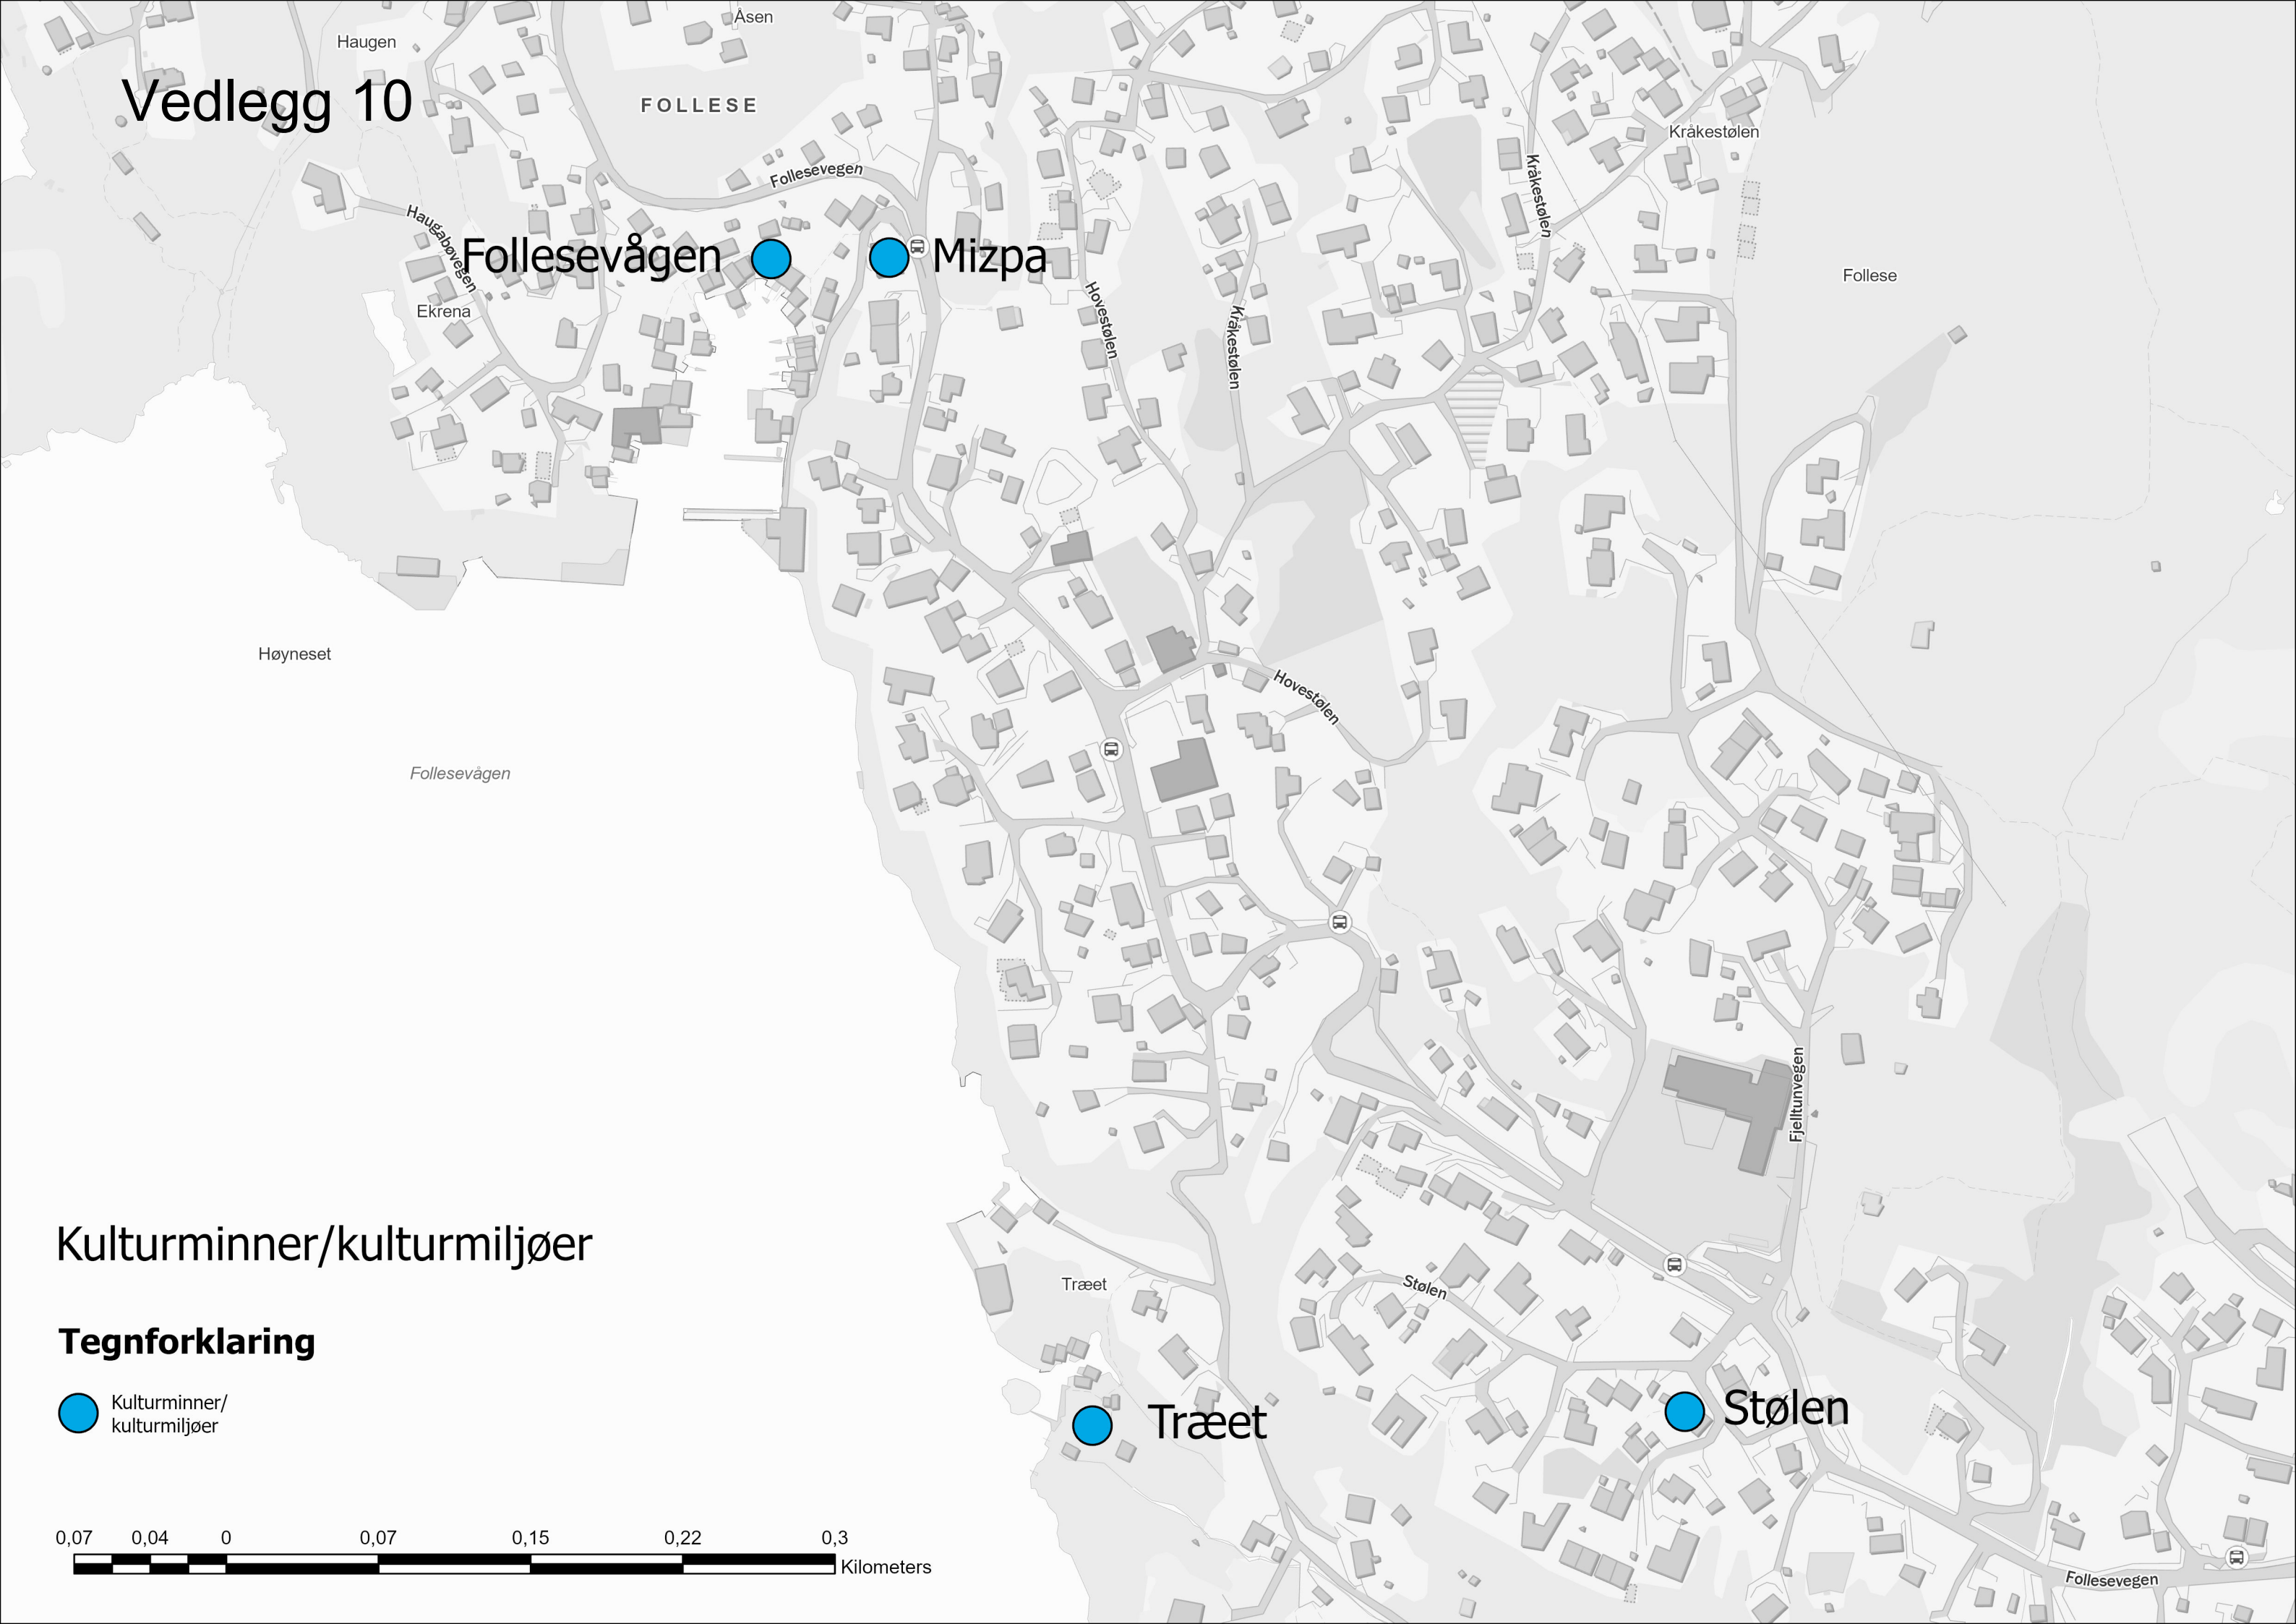 Åsen
Haugen
Vedlegg 10
FOLLESE
Kråkestølen
Follesevegen
Kråkestølen
Haugabøvegen
Follesevågen
Mizpa
Follese
Ekrena
Hovestølen
Kråkestølen
Høyneset
Hovestølen
Follesevågen
Fjelltunvegen
Kulturminner/kulturmiljøer
Træet
Stølen
Tegnforklaring
Kulturminner/
kulturmiljøer
Træet
Stølen
0,07 0,04 0 0,07 0,15 0,22 0,3
Kilometers
Follesevegen